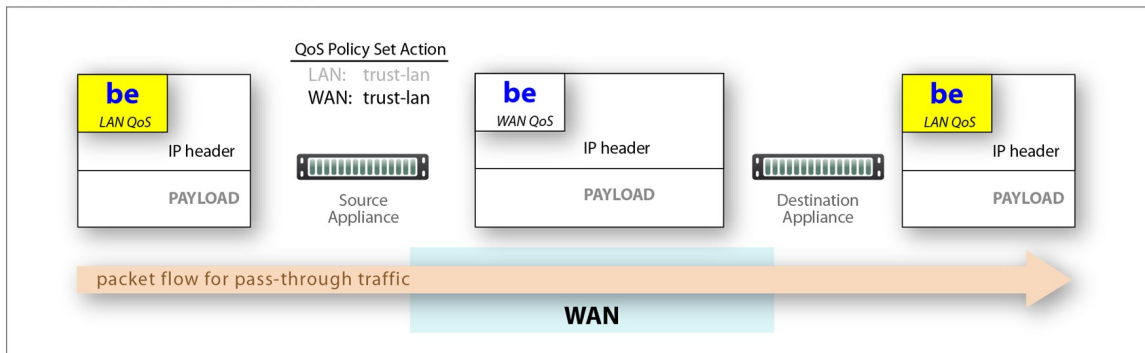 QoS Policy Set Action
LAN: trust-lan
WAN: trust-lan
be
LAN QoS
IP header
PAYLOAD
Source
Appliance
be
WAN QoS
IP header
PAYLOAD
Destination
Appliance
be
LAN QoS
IP header
PAYLOAD
packet flow for pass-through traffic
WAN